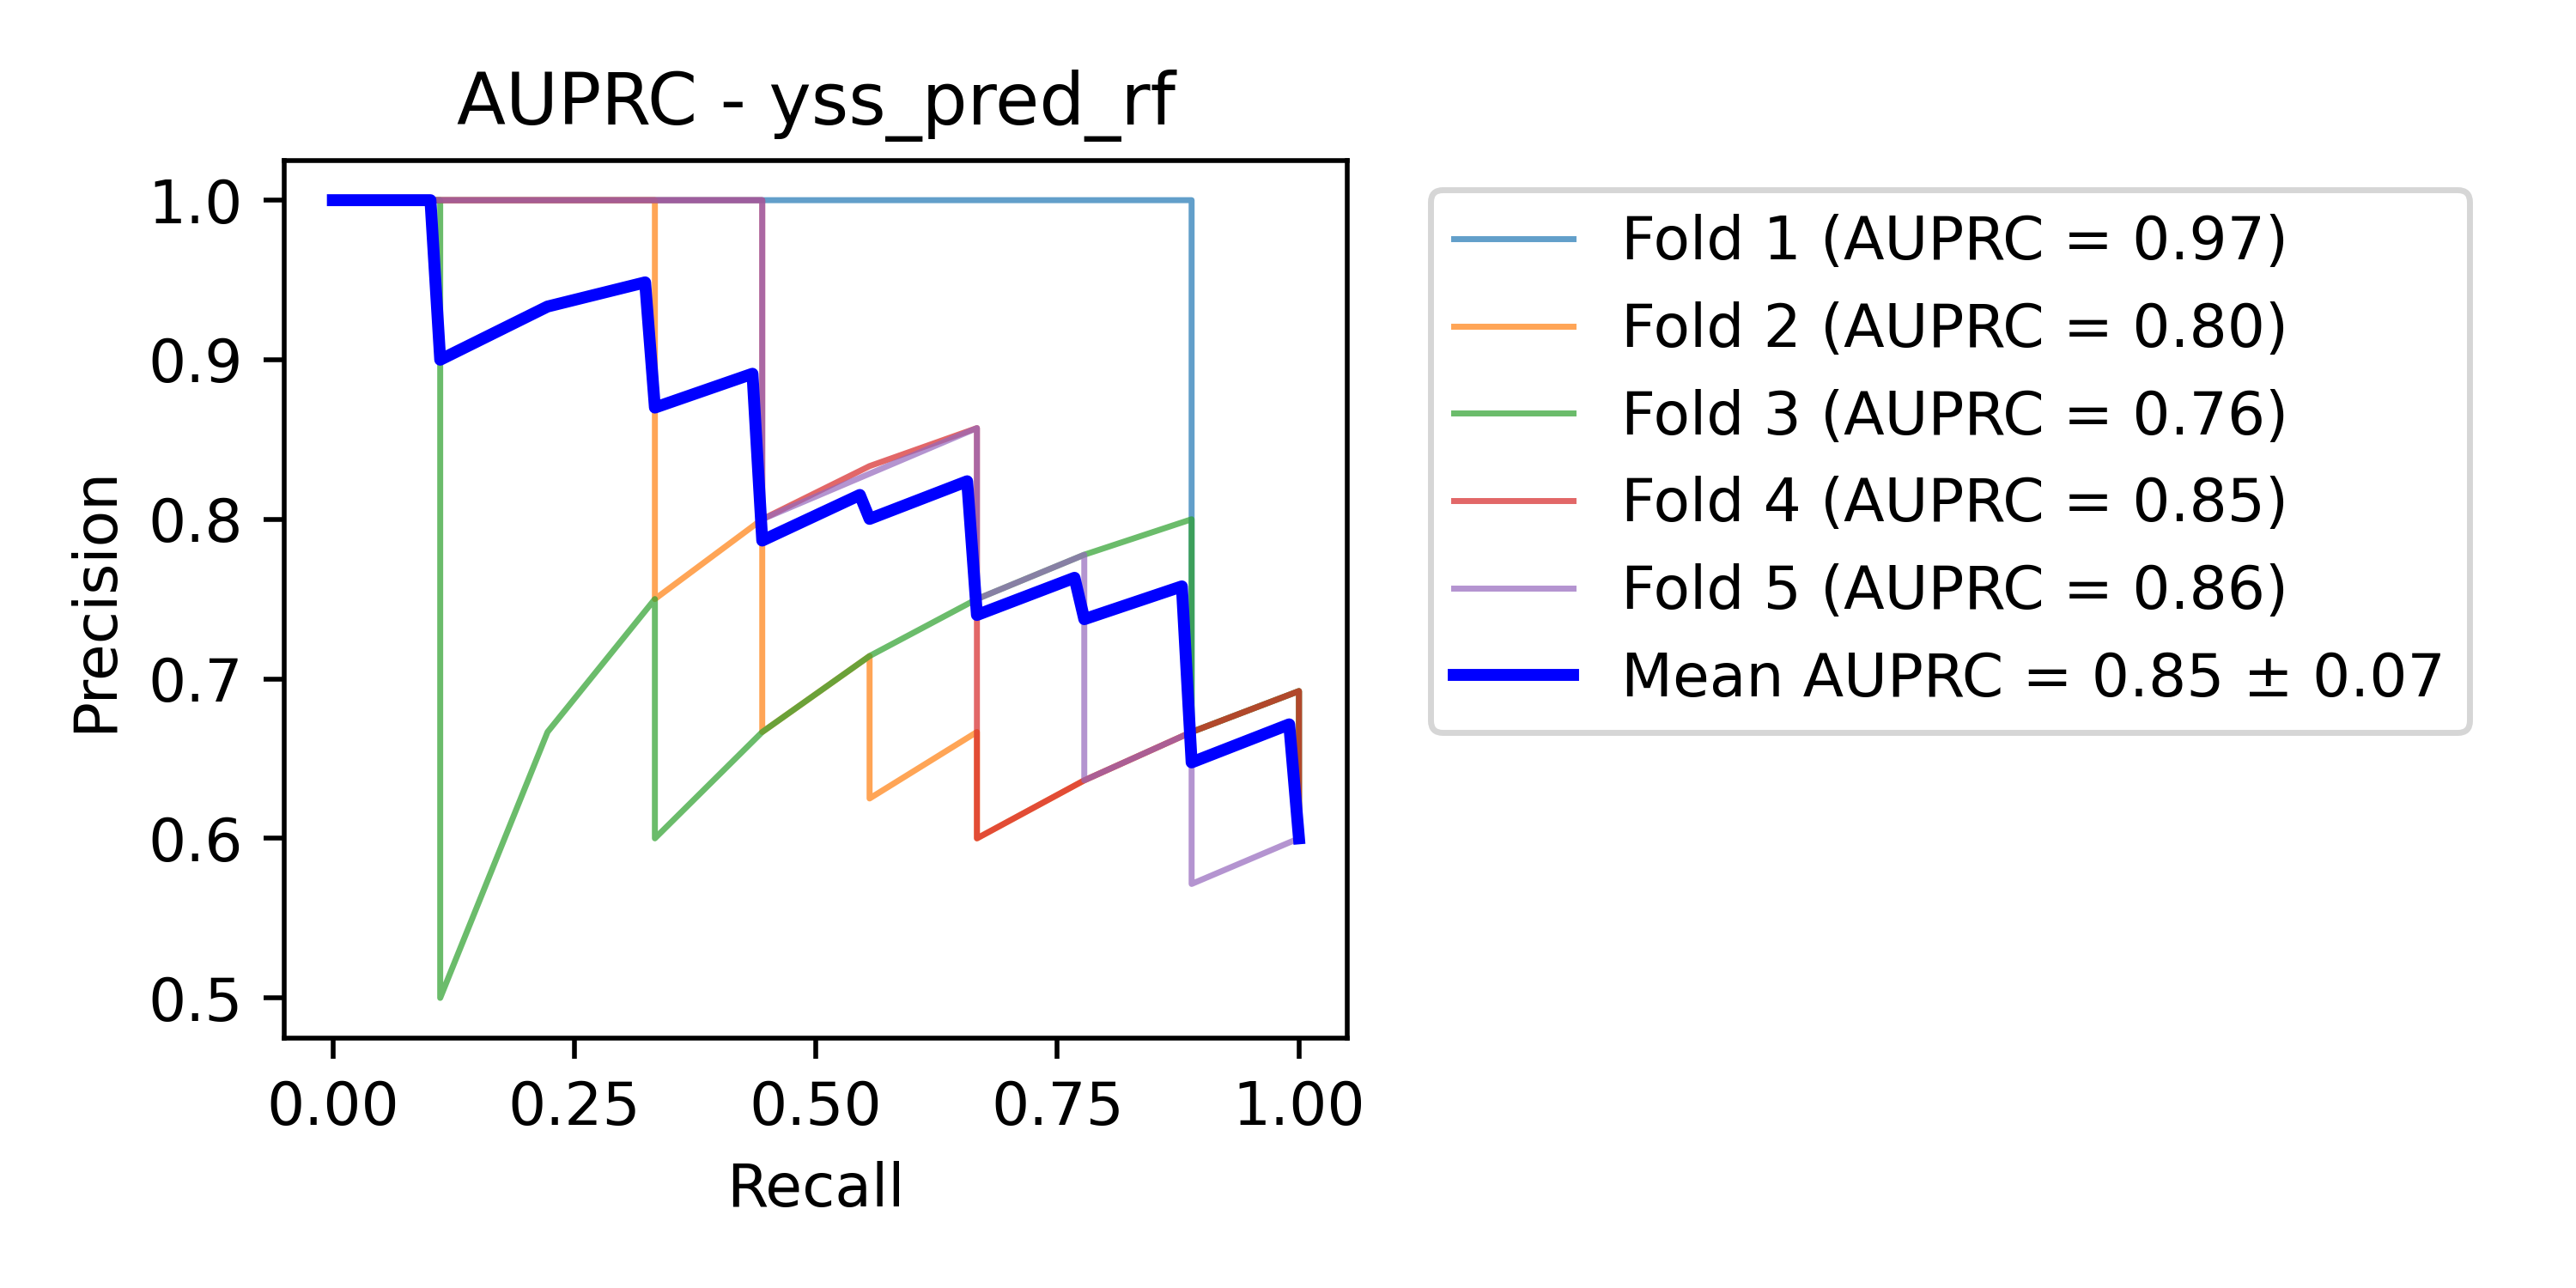 AUPRC - yss_pred_rf
1.0
0.9
0.8
0.7
0.6
0.5
Precision
0.00 0.25 0.50 0.75 1.00
Recall
Fold 1 (AUPRC = 0.97)
Fold 2 (AUPRC = 0.80)
Fold 3 (AUPRC = 0.76)
Fold 4 (AUPRC = 0.85)
Fold 5 (AUPRC = 0.86)
Mean AUPRC = 0.85 ± 0.07